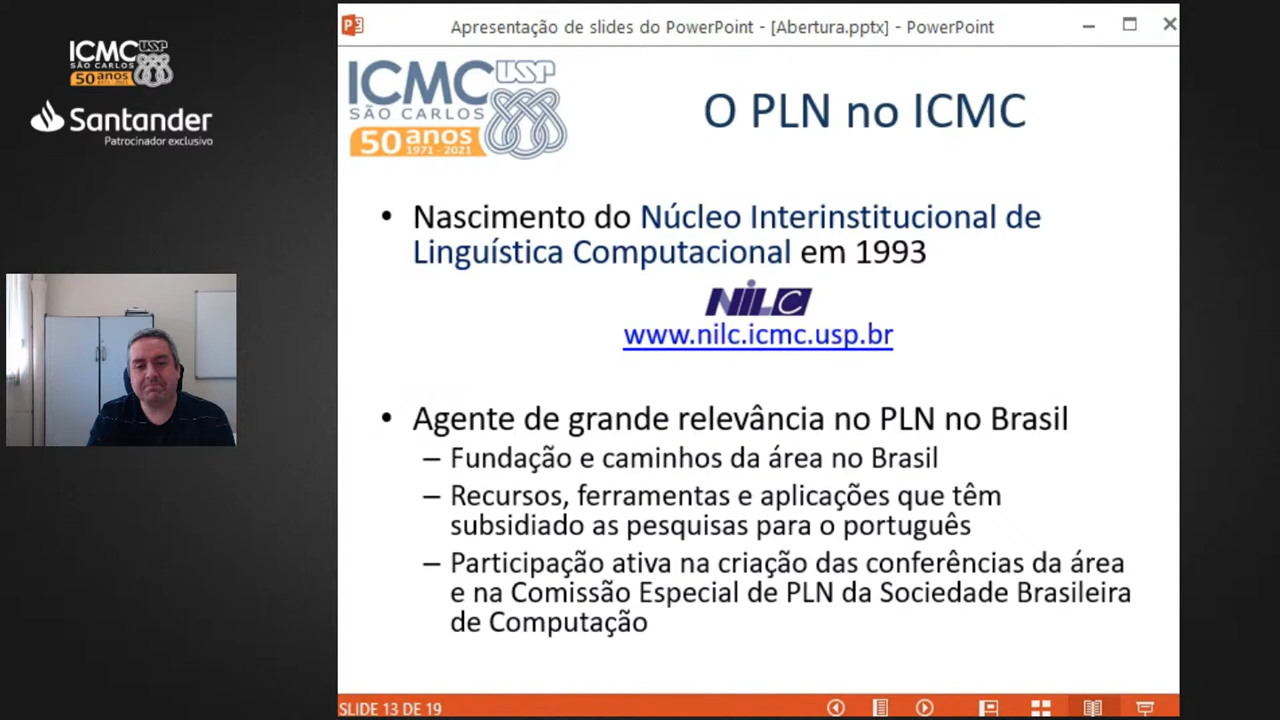 ICMC USP
SÃO CARLOS
50 anos
1971 - 2021
Santander
Patrocinador exclusivo
Apresentação de slides do PowerPoint - [Abertura.pptx] - PowerPoint
ICMC USP
SÃO CARLOS
50 anos
1971 - 2021
O PLN no ICMC
• Nascimento do Núcleo Interinstitucional de
Linguística Computacional em 1993
NILC
www.nilc.icmc.usp.br
• Agente de grande relevância no PLN no Brasil
– Fundação e caminhos da área no Brasil
– Recursos, ferramentas e aplicações que têm
subsidiado as pesquisas para o português
– Participação ativa na criação das conferências da área
e na Comissão Especial de PLN da Sociedade Brasileira
de Computação
SLIDE 13 DE 19